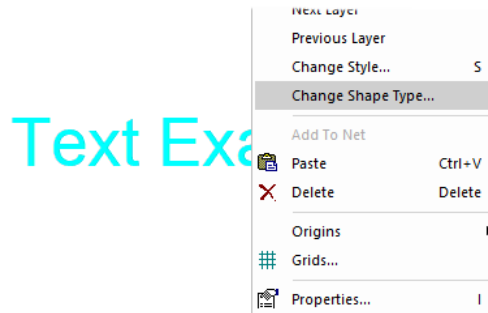 Next Layer
Previous Layer
Change Style... S
Change Shape Type...
Text Exa
Add To Net
Paste Ctrl+V
Delete Delete
Origins
Grids...
Properties... I